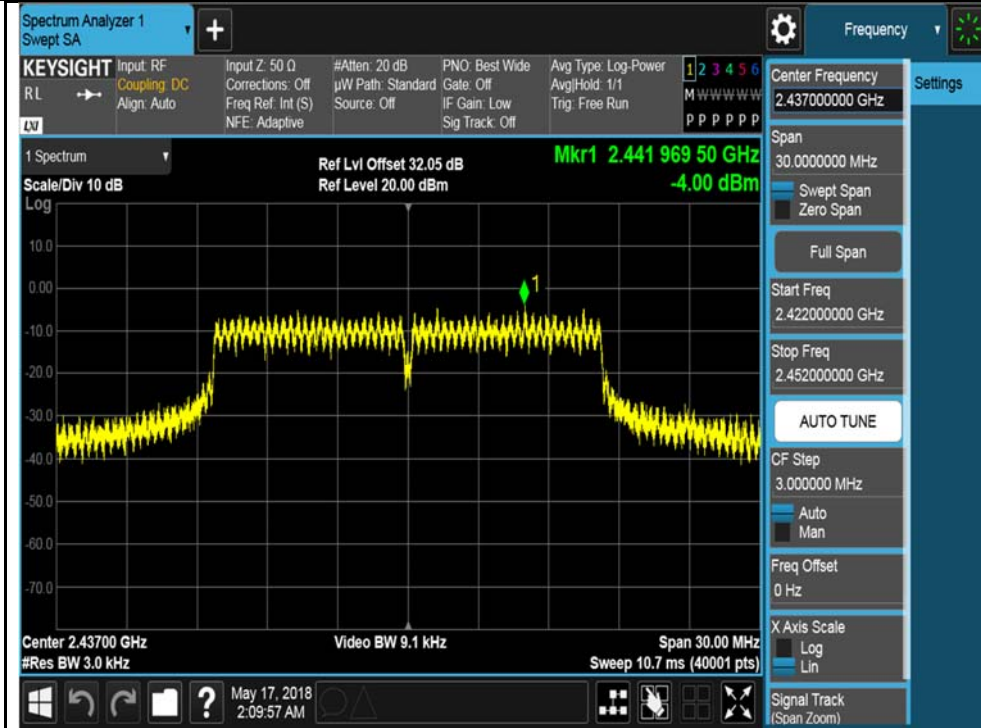 Spectrum Analyzer 1
Swept SA
+
Frequency
KEYSIGHT
RL
LXI
Input: RF
Coupling: DC
Align: Auto
Input Z: 50 Ω
Corrections: Off
Freq Ref: Int (S)
NFE: Adaptive
#Atten: 20 dB
µW Path: Standard
Source: Off
PNO: Best Wide
Gate: Off
IF Gain: Low
Sig Track: Off
Avg Type: Log-Power
Avg|Hold: 1/1
Trig: Free Run
1 2 3 4 5 6
M W W W W W
P P P P P P
1 Spectrum
Scale/Div 10 dB
Log
Ref Lvl Offset 32.05 dB
Ref Level 20.00 dBm
Mkr1 2.441 969 50 GHz
-4.00 dBm
10.0
0.00
1
-10.0
-20.0
-30.0
-40.0
-50.0
-60.0
-70.0
Center 2.43700 GHz
#Res BW 3.0 kHz
Video BW 9.1 kHz
Span 30.00 MHz
Sweep 10.7 ms (40001 pts)
?
May 17, 2018
2:09:57 AM
Center Frequency
2.437000000 GHz
Span
30.0000000 MHz
Swept Span
Zero Span
Full Span
Start Freq
2.422000000 GHz
Stop Freq
2.452000000 GHz
AUTO TUNE
CF Step
3.000000 MHz
Auto
Man
Freq Offset
0 Hz
X Axis Scale
Log
Lin
Signal Track
(Span Zoom)
Settings